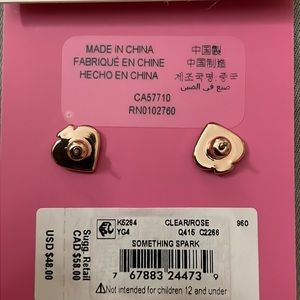 MADE IN CHINA
FABRIQUÉ EN CHINE
HECHO EN CHINA
中国製
中国制造
제조국명:중국
صنع في الصين
CA57710
RN0102760
K6264
YG4
CLEAR/ROSE
960
Q415 C2266
SOMETHING SPARK
7 67883 24473 9
⚠Not intended for children 12 and under
Sugg. Retail
CAD $58.00
USD $48.00